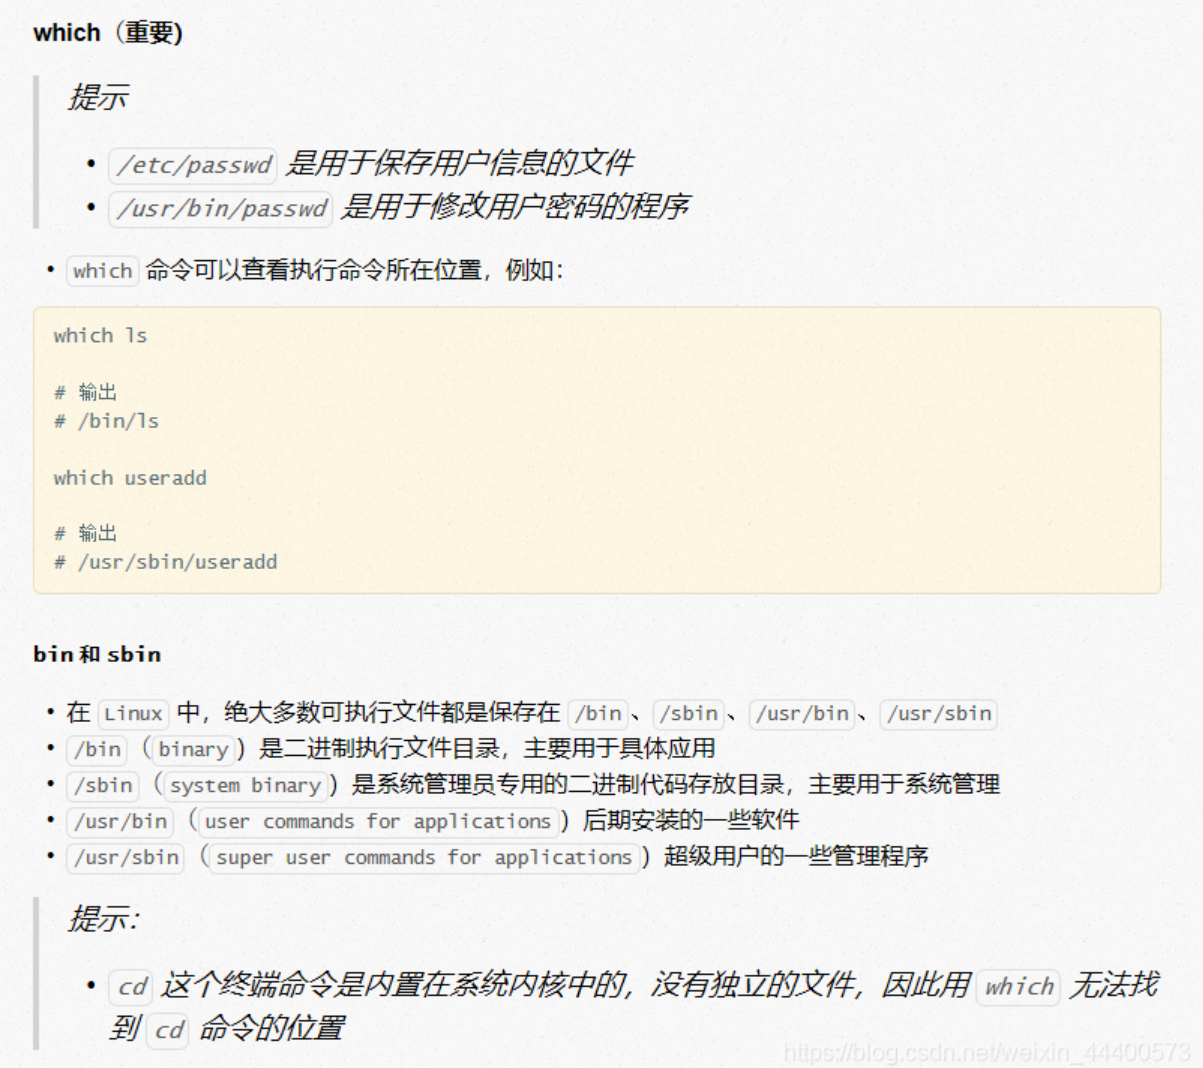 which（重要)
提示
• /etc/passwd 是用于保存用户信息的文件
• /usr/bin/passwd 是用于修改用户密码的程序
• which 命令可以查看执行命令所在位置，例如：
which ls
# 输出
# /bin/ls
which useradd
# 输出
# /usr/sbin/useradd
bin 和 sbin
• 在 Linux 中，绝大多数可执行文件都是保存在 /bin、/sbin、/usr/bin、/usr/sbin
• /bin（binary）是二进制执行文件目录，主要用于具体应用
• /sbin（system binary）是系统管理员专用的二进制代码存放目录，主要用于系统管理
• /usr/bin（user commands for applications）后期安装的一些软件
• /usr/sbin（super user commands for applications）超级用户的一些管理程序
提示：
• cd 这个终端命令是内置在系统内核中的，没有独立的文件，因此用 which 无法找
到 cd 命令的位置
https://blog.csdn.net/weixin_44400573